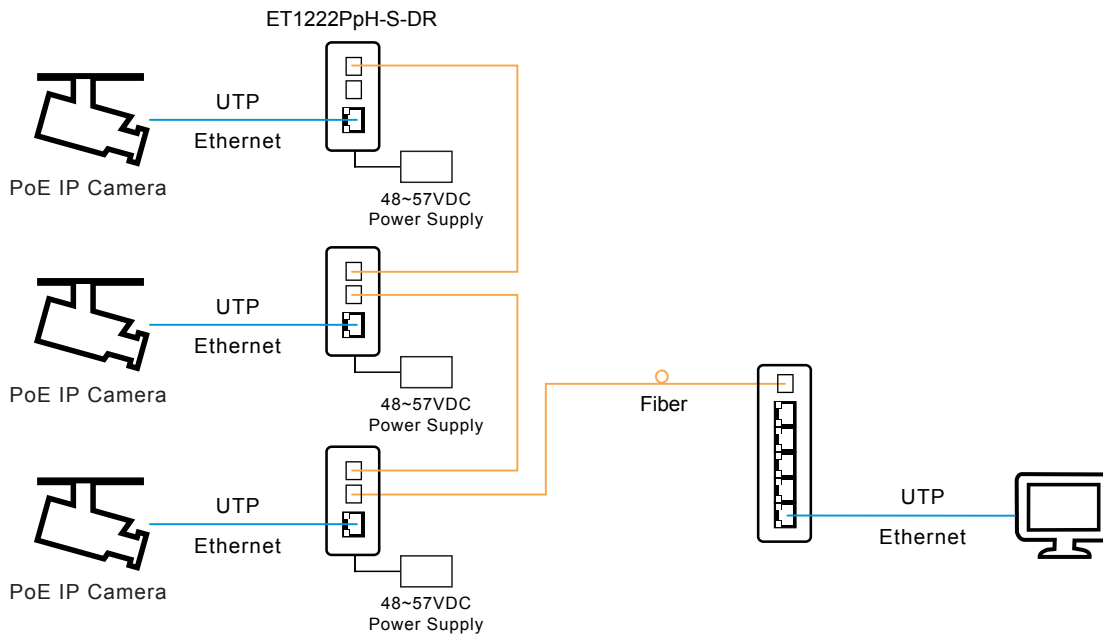 ET1222PpH-S-DR
UTP
Ethernet
PoE IP Camera
48~57VDC
Power Supply
UTP
Ethernet
PoE IP Camera
48~57VDC
Power Supply
Fiber
UTP
Ethernet
PoE IP Camera
48~57VDC
Power Supply
UTP
Ethernet